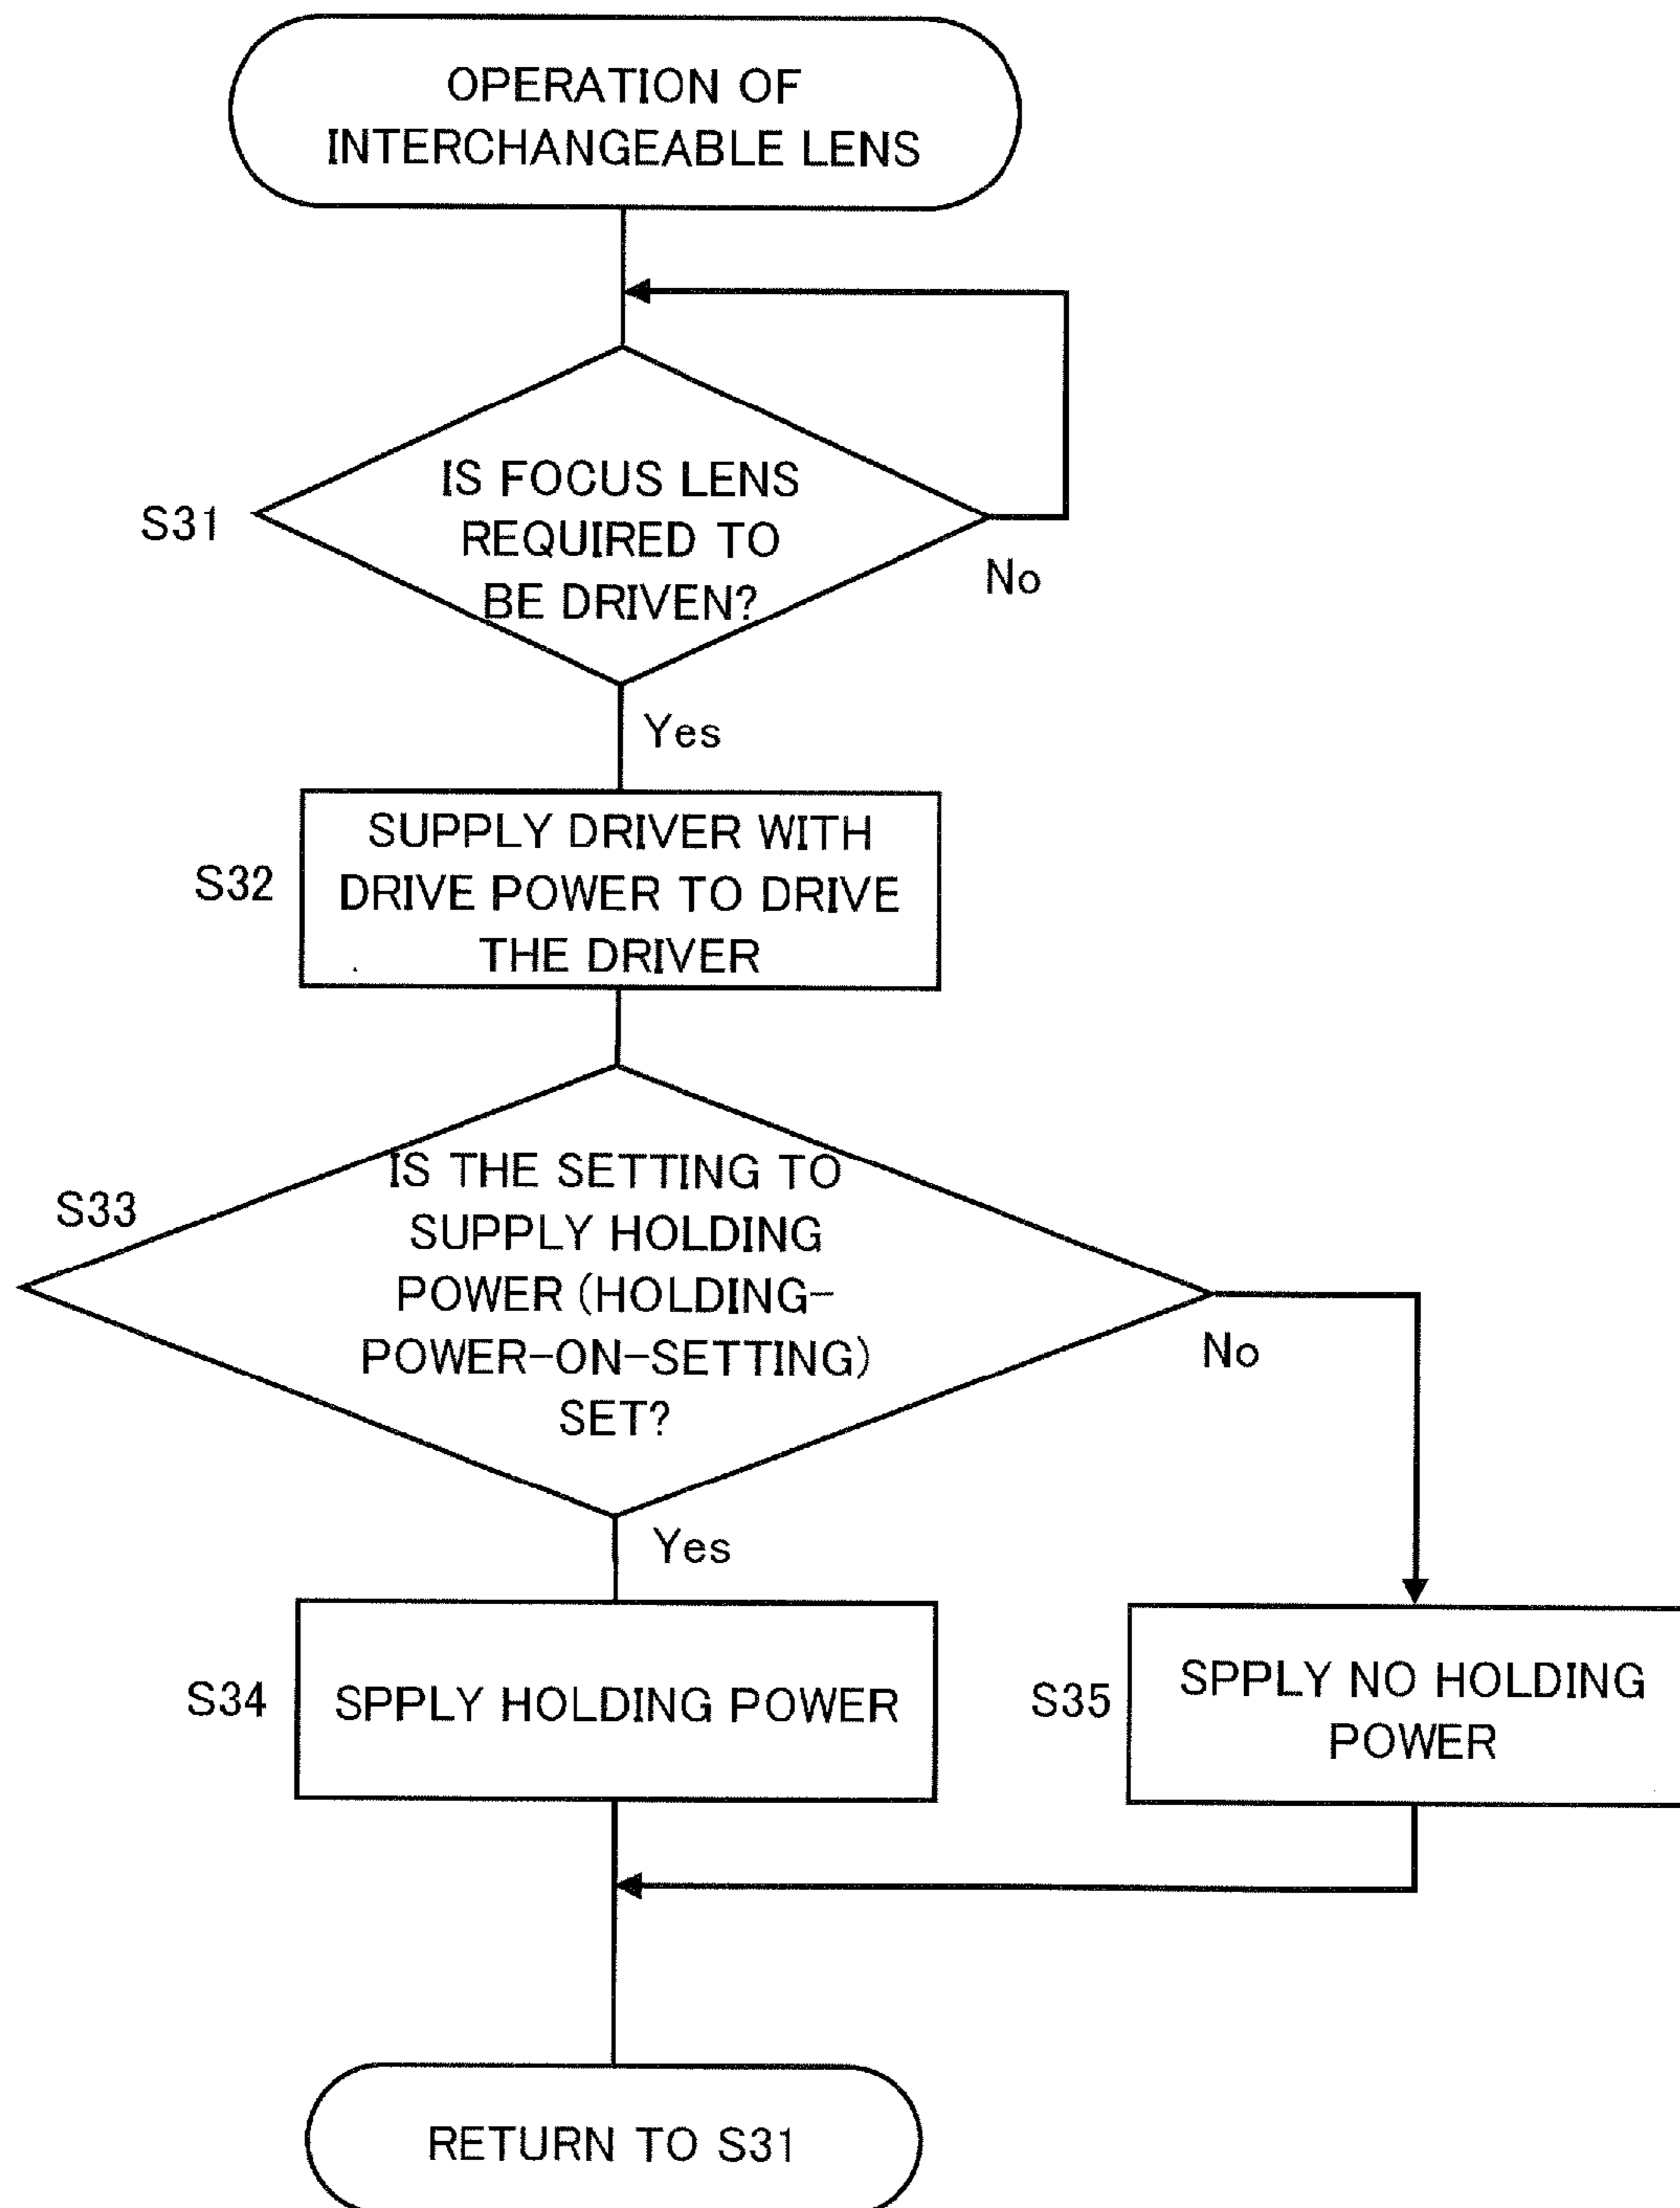 OPERATION OF
INTERCHANGEABLE LENS
S31
IS FOCUS LENS
REQUIRED TO
BE DRIVEN?
No
Yes
S32
SUPPLY DRIVER WITH
DRIVE POWER TO DRIVE
THE DRIVER
S33
IS THE SETTING TO
SUPPLY HOLDING
POWER (HOLDING-
POWER-ON-SETTING)
SET?
No
Yes
S34
SPPLY HOLDING POWER
S35
SPPLY NO HOLDING
POWER
RETURN TO S31